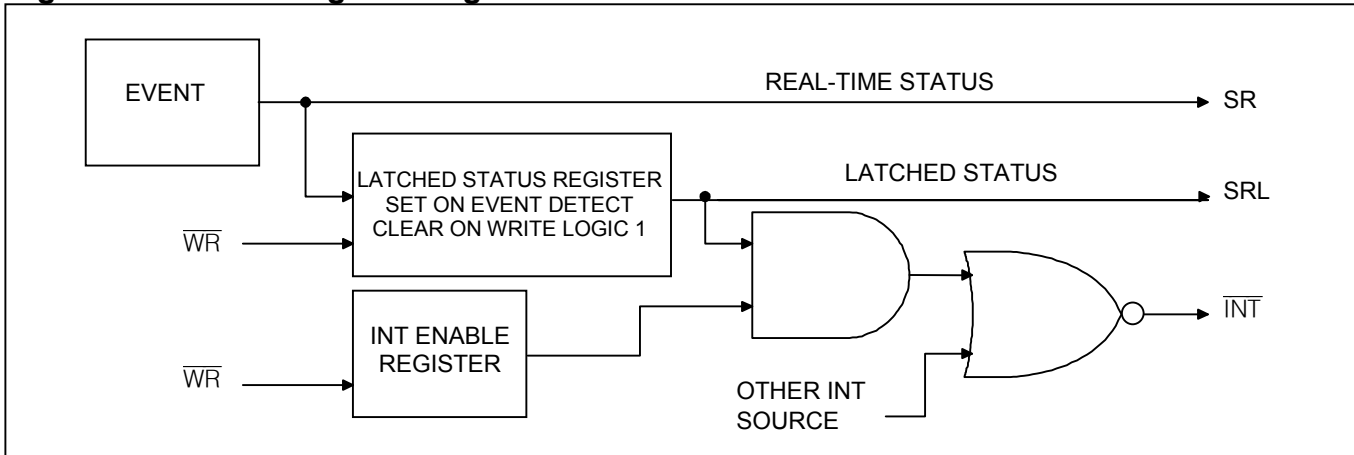 EVENT
REAL-TIME STATUS
SR
LATCHED STATUS REGISTER
SET ON EVENT DETECT
CLEAR ON WRITE LOGIC 1
LATCHED STATUS
SRL
WR
INT ENABLE
REGISTER
WR
OTHER INT
SOURCE
INT